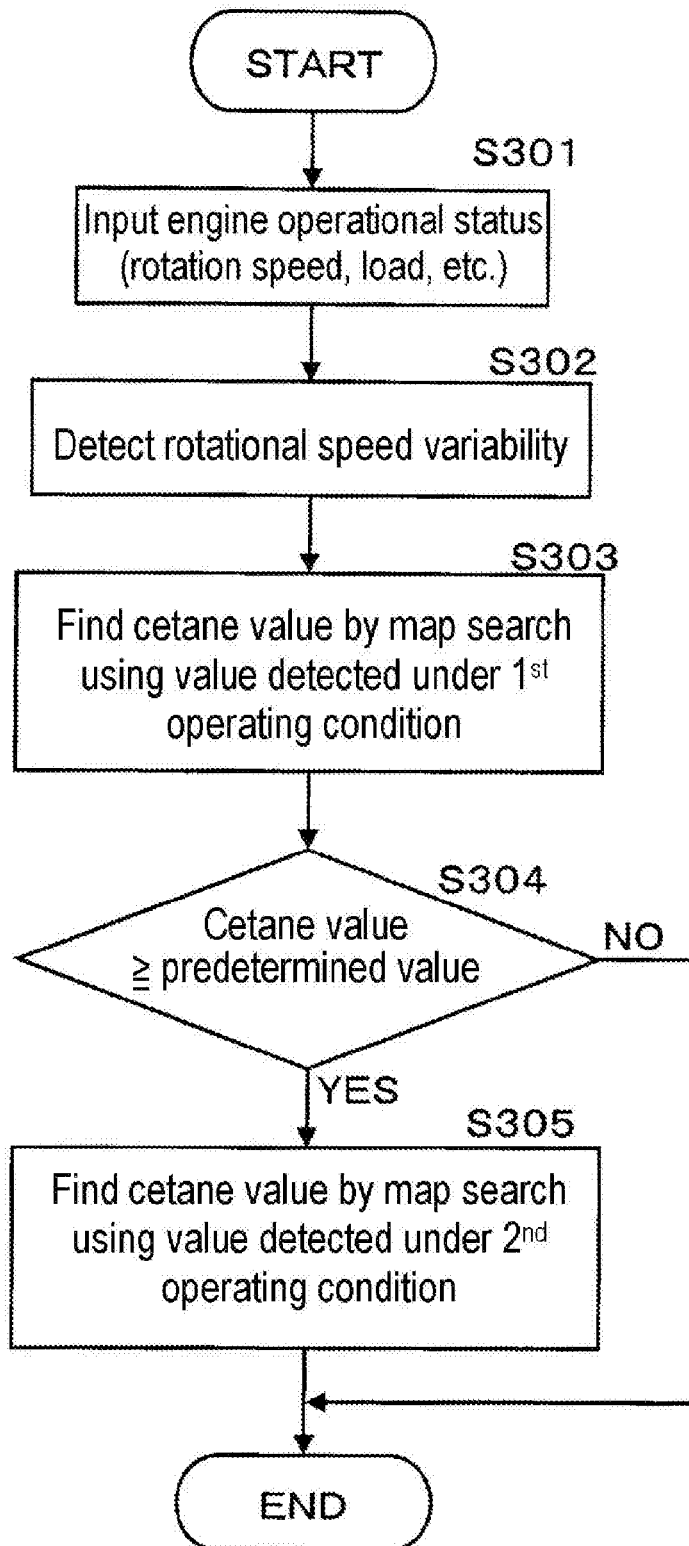 START
S301
Input engine operational status
(rotation speed, load, etc.)
S302
Detect rotational speed variability
S303
Find cetane value by map search
using value detected under 1st
operating condition
S304
Cetane value
≧ predetermined value
NO
YES
S305
Find cetane value by map search
using value detected under 2nd
operating condition
END